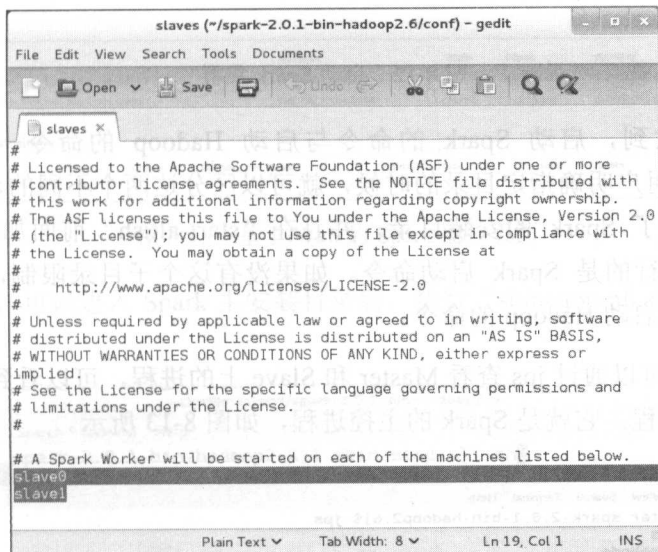 slaves (~/spark-2.0.1-bin-hadoop2.6/conf) - gedit
File Edit View Search Tools Documents
Open Save Undo
slaves ×
#
# Licensed to the Apache Software Foundation (ASF) under one or more
# contributor license agreements. See the NOTICE file distributed with
# this work for additional information regarding copyright ownership.
# The ASF licenses this file to You under the Apache License, Version 2.0
# (the "License"); you may not use this file except in compliance with
# the License. You may obtain a copy of the License at
#
# http://www.apache.org/licenses/LICENSE-2.0
#
# Unless required by applicable law or agreed to in writing, software
# distributed under the License is distributed on an "AS IS" BASIS,
# WITHOUT WARRANTIES OR CONDITIONS OF ANY KIND, either express or
implied.
# See the License for the specific language governing permissions and
# limitations under the License.
#
# A Spark Worker will be started on each of the machines listed below.
slave0
slave1
Plain Text Tab Width: 8 Ln 19, Col 1 INS